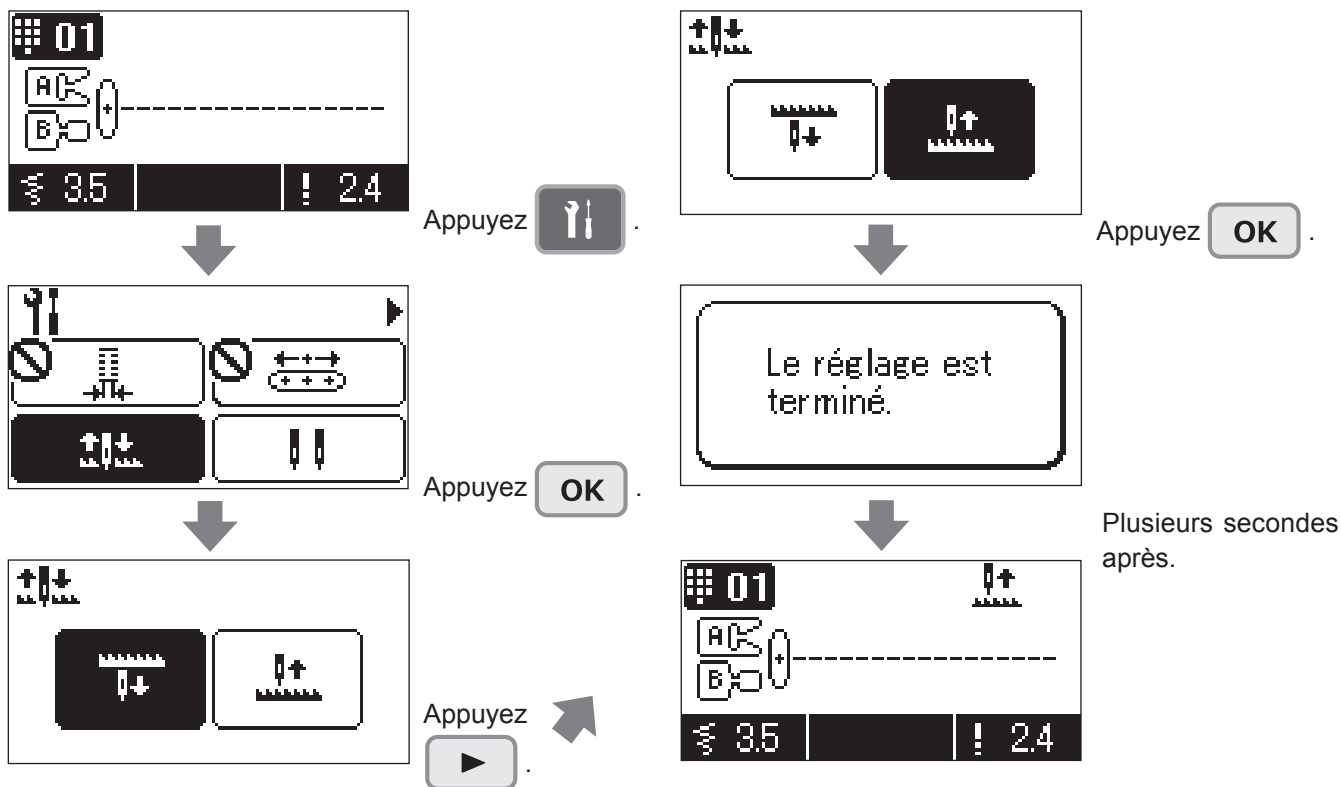 01
A
B
3.5 2.4
Appuyez .
Appuyez OK .
Appuyez
.
Appuyez OK .
Le réglage est
terminé.
Plusieurs secondes
après.
01
A
B
3.5 2.4